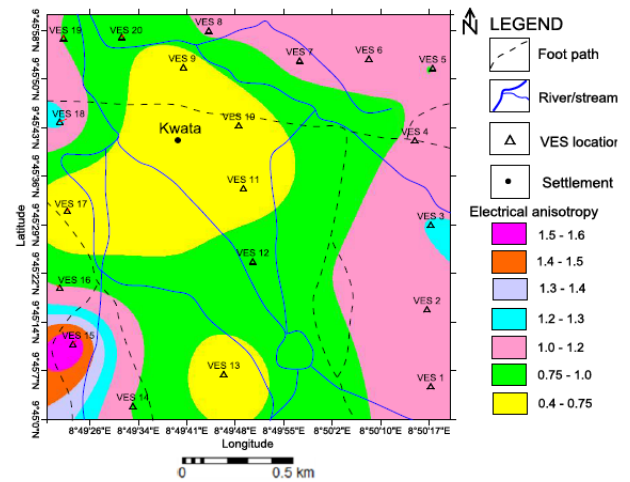 VES 19
VES 20
VES 8
VES 9
VES 7
VES 6
VES 5
VES 18
VES 10
VES 4
Kwata
VES 11
VES 17
VES 3
VES 12
VES 16
VES 2
VES 15
VES 13
VES 1
VES 14
Latitude
9°45'58"N
9°45'50"N
9°45'43"N
9°45'36"N
9°45'22"N
9°45'14"N
9°45'7"N
9°45'0"N
8°49'26"E 8°49'34"E 8°49'41"E 8°49'48"E 8°49'55"E 8°50'2"E 8°50'10"E 8°50'17"E
Longitude
0 0.5 km
N
LEGEND
Foot path
River/stream
VES location
Settlement
Electrical anisotropy
1.5 - 1.6
1.4 - 1.5
1.3 - 1.4
1.2 - 1.3
1.0 - 1.2
0.75 - 1.0
0.4 - 0.75